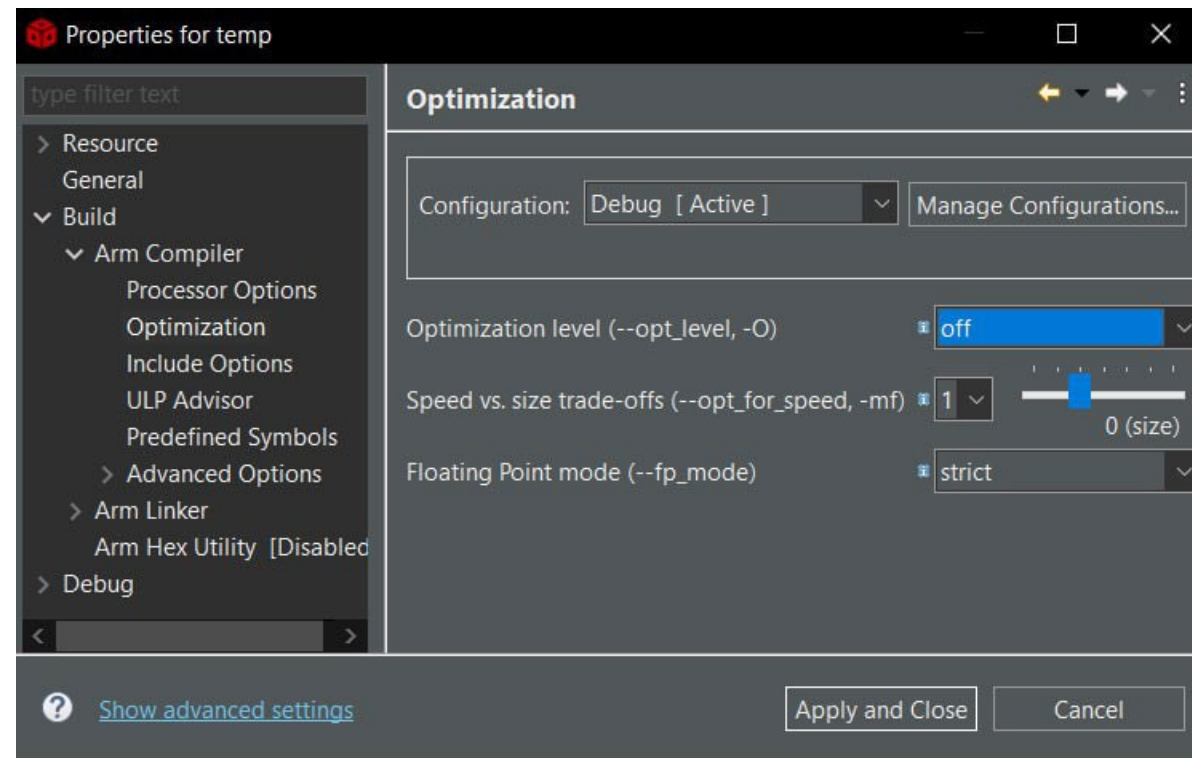 Properties for temp
type filter text
Resource
General
Build
Arm Compiler
Processor Options
Optimization
Include Options
ULP Advisor
Predefined Symbols
Advanced Options
Arm Linker
Arm Hex Utility [Disabled
Debug
Optimization
Configuration: Debug [ Active ] Manage Configurations...
Optimization level (--opt_level, -O) off
Speed vs. size trade-offs (--opt_for_speed, -mf) 1
0 (size)
Floating Point mode (--fp_mode) strict
? Show advanced settings
Apply and Close Cancel